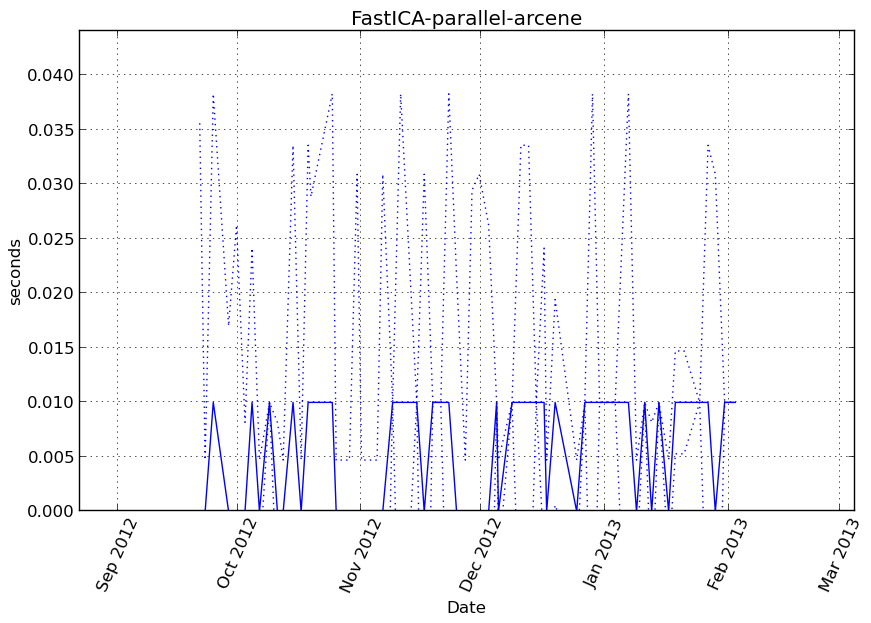 FastICA-parallel-arcene
0.040
0.035
0.030
0.025
0.020
0.015
0.010
0.005
0.000
seconds
Sep 2012
Oct 2012
Nov 2012
Dec 2012
Jan 2013
Feb 2013
Mar 2013
Date